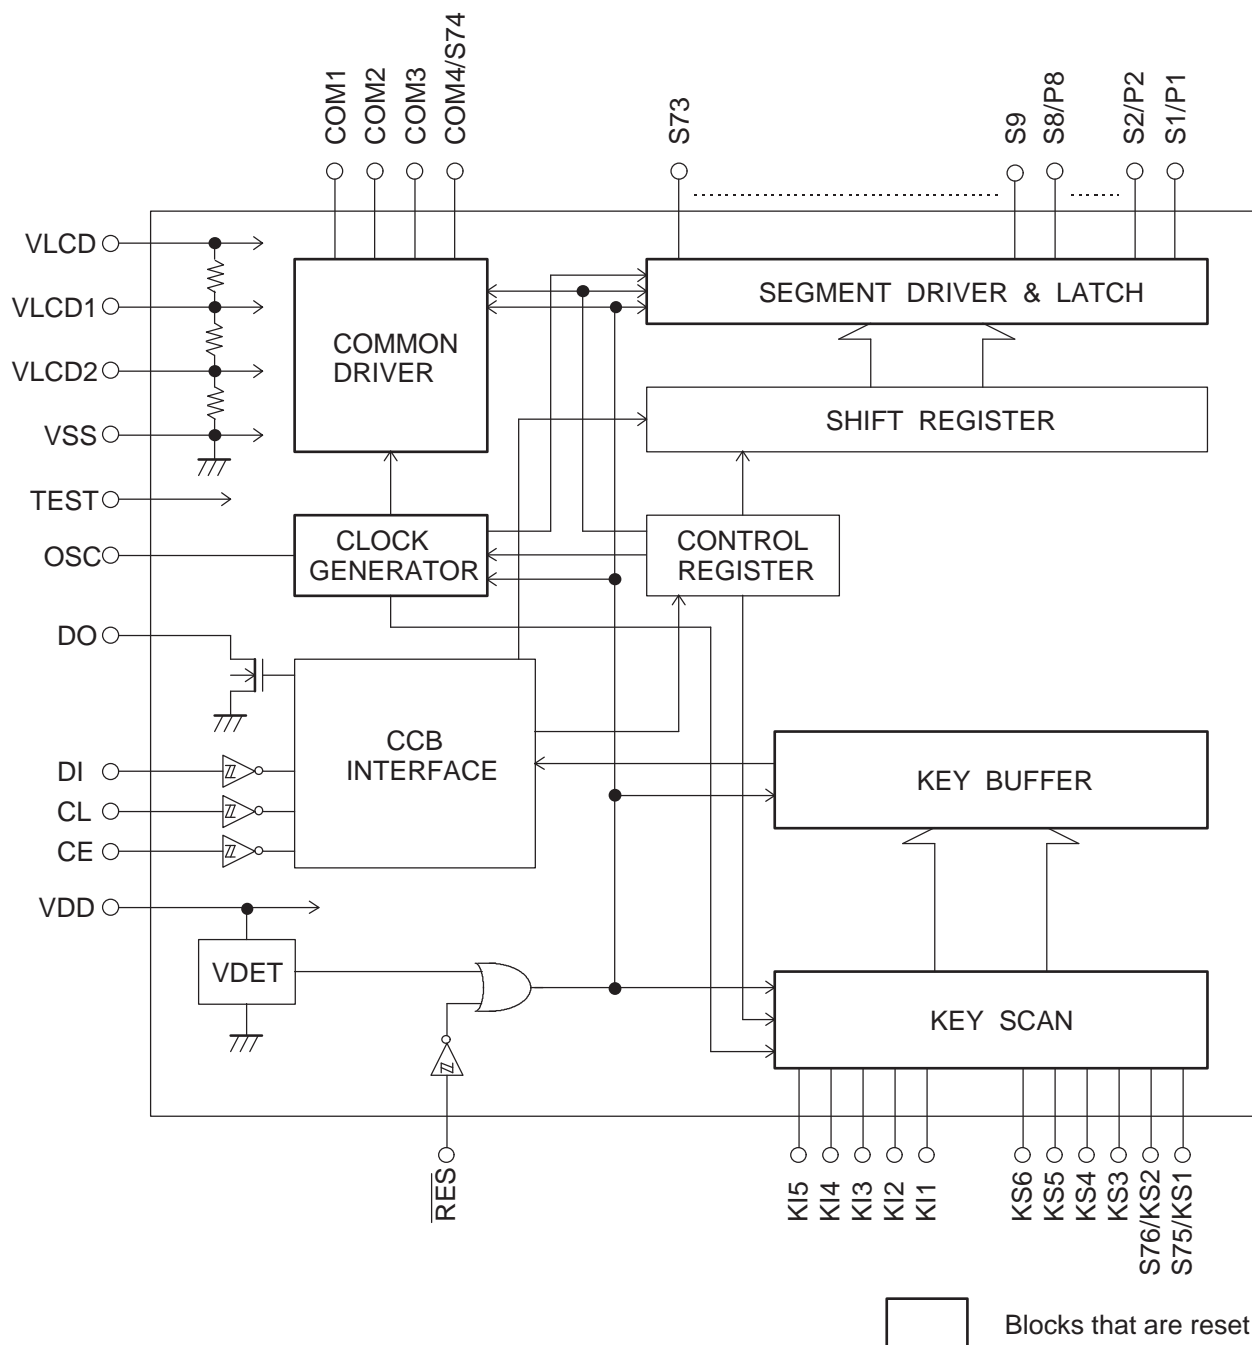 COM1
COM2
COM3
COM4/S74
S73
S9
S8/P8
S2/P2
S1/P1
VLCD
VLCD1
VLCD2
VSS
TEST
OSC
DO
DI
CL
CE
VDD
COMMON
DRIVER
SEGMENT DRIVER & LATCH
SHIFT REGISTER
CLOCK
GENERATOR
CONTROL
REGISTER
CCB
INTERFACE
KEY BUFFER
VDET
KEY SCAN
RES
KI5
KI4
KI3
KI2
KI1
KS6
KS5
KS4
KS3
S76/KS2
S75/KS1
Blocks that are reset